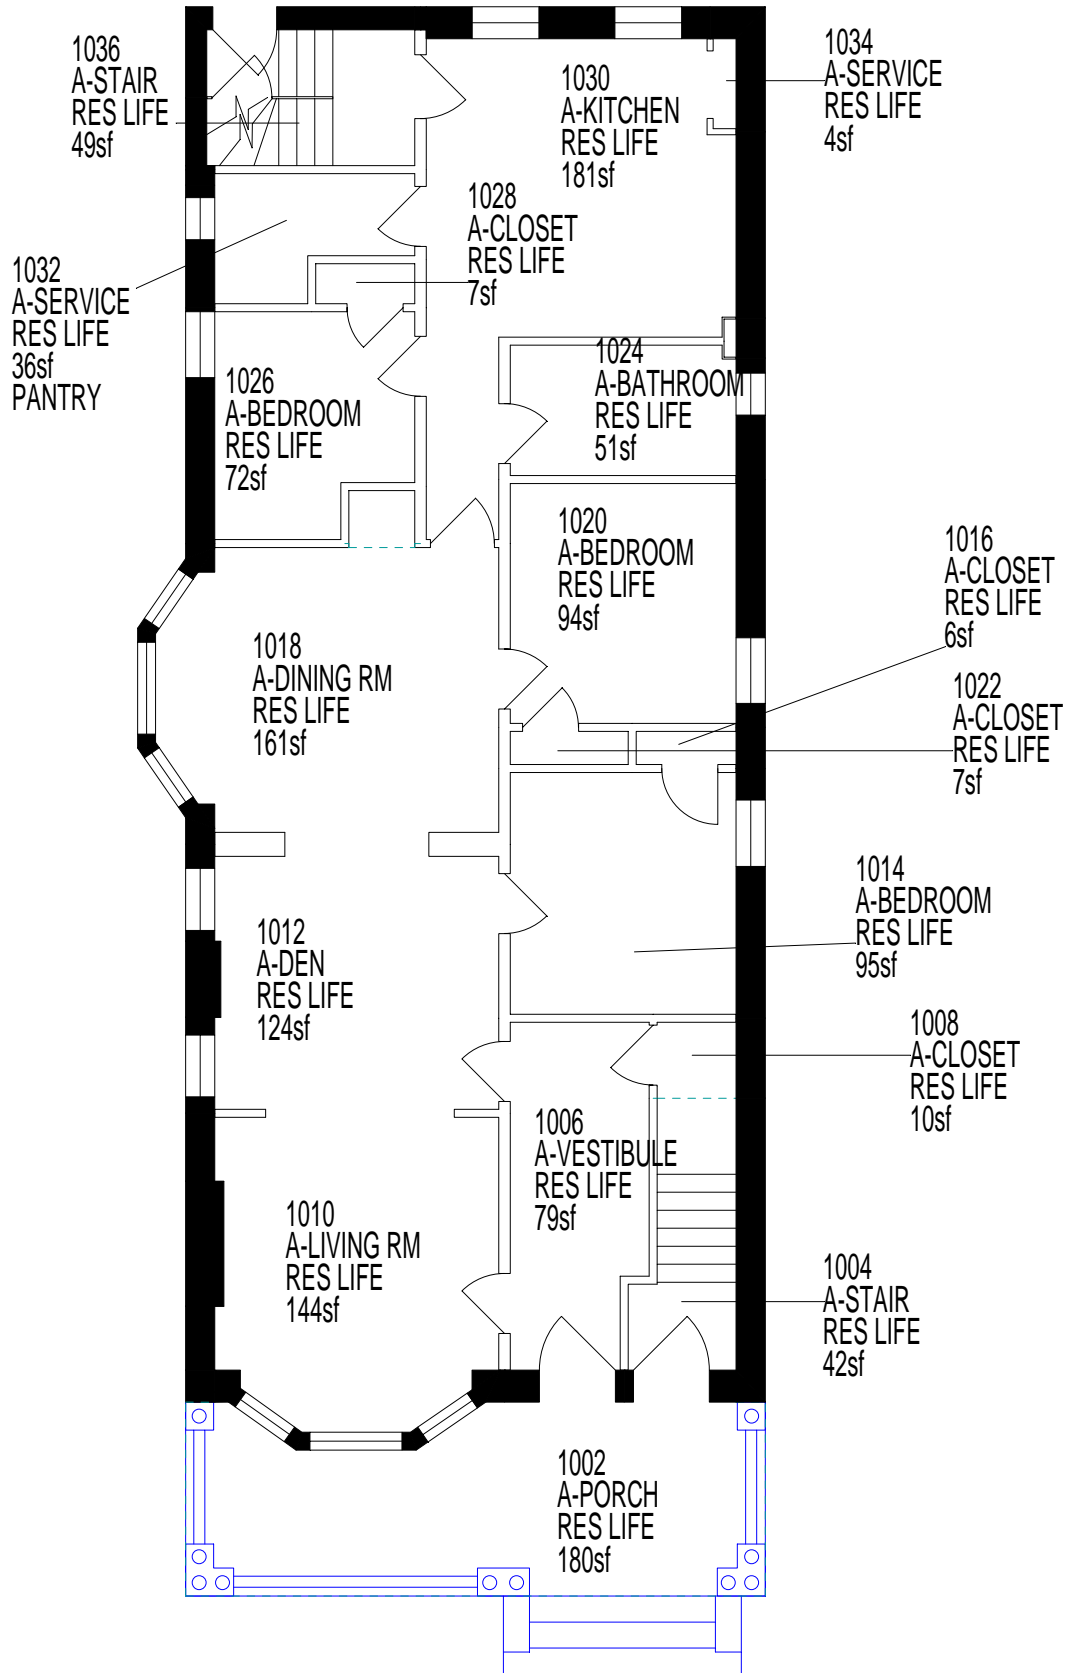 1036
A-STAIR
RES LIFE
49sf
1030
A-KITCHEN
RES LIFE
181sf
1034
A-SERVICE
RES LIFE
4sf
1028
A-CLOSET
RES LIFE
7sf
1032
A-SERVICE
RES LIFE
36sf
PANTRY
1026
A-BEDROOM
RES LIFE
72sf
1024
A-BATHROOM
RES LIFE
51sf
1020
A-BEDROOM
RES LIFE
94sf
1016
A-CLOSET
RES LIFE
6sf
1018
A-DINING RM
RES LIFE
161sf
1022
A-CLOSET
RES LIFE
7sf
1014
A-BEDROOM
RES LIFE
95sf
1012
A-DEN
RES LIFE
124sf
1008
A-CLOSET
RES LIFE
10sf
1006
A-VESTIBULE
RES LIFE
79sf
1010
A-LIVING RM
RES LIFE
144sf
1004
A-STAIR
RES LIFE
42sf
1002
A-PORCH
RES LIFE
180sf